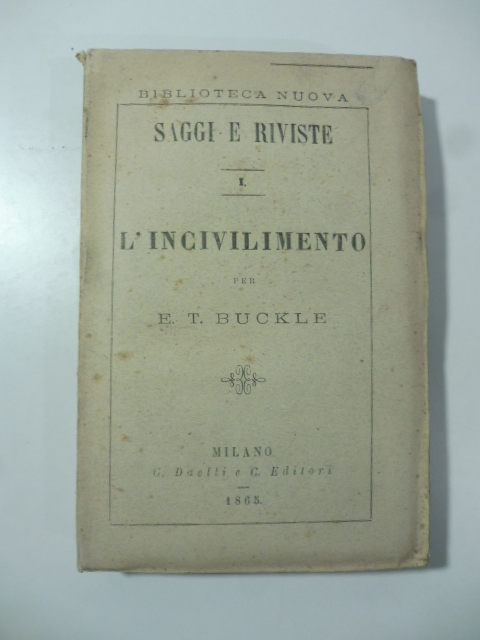 BIBLIOTECA NUOVA
SAGGI E RIVISTE
I.
L'INCIVILIMENTO
PER
E. T. BUCKLE
MILANO
G. Daelli e C. Editori
1865.